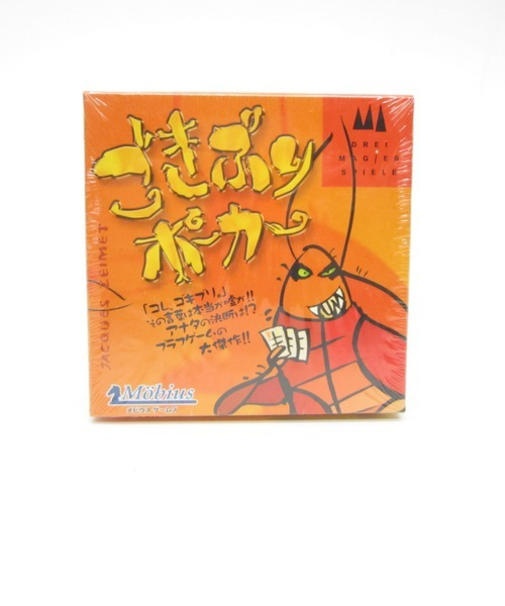 ごきぶり
ポーカー
DREI
MAGIER
SPIELE
JACQUES ZEIMET
「コレ、ゴキブリ。」
その言葉は本当か嘘か!!
アナタの決断は!?
ブラフゲームの
大傑作!!
Möbius
メビウスゲームズ